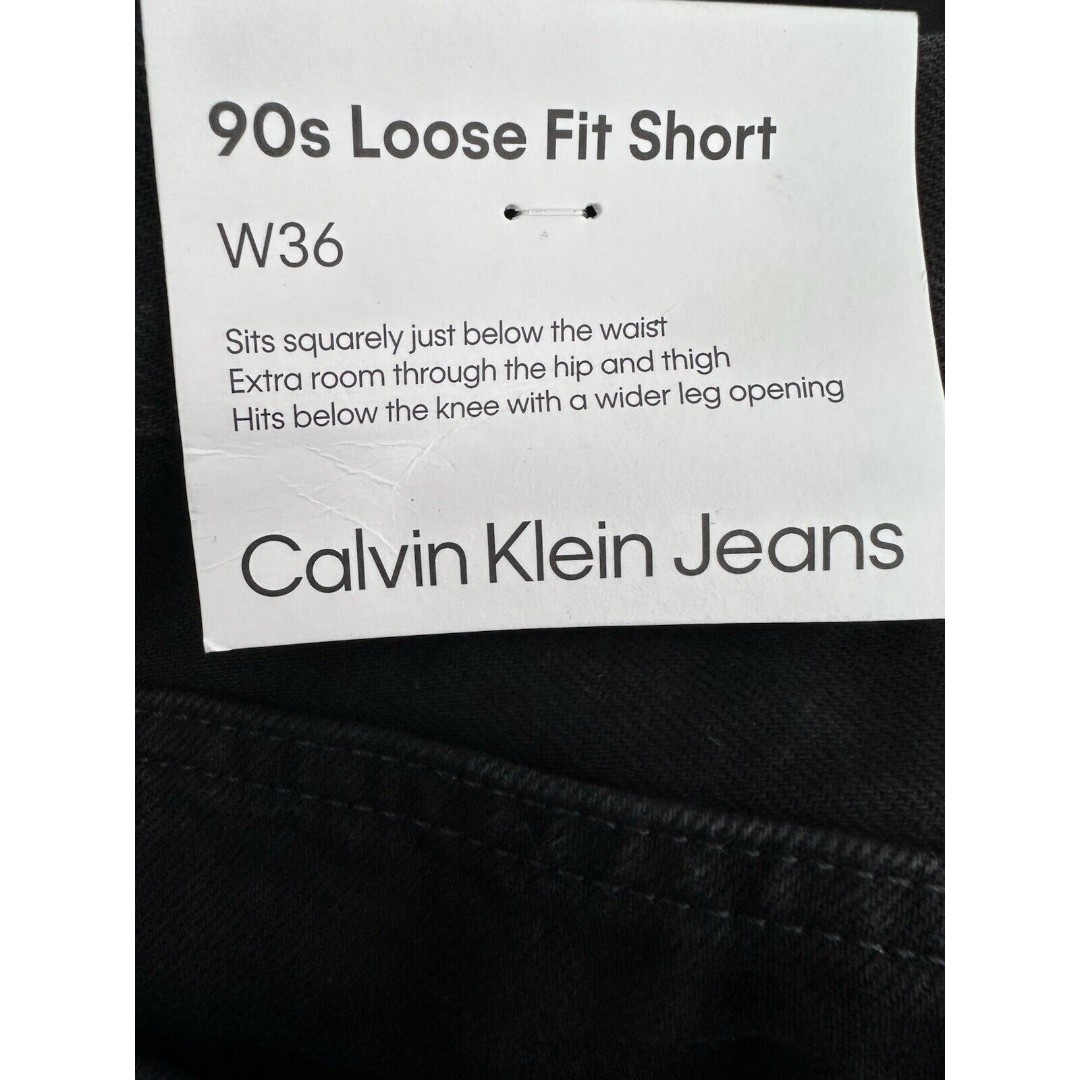 90s Loose Fit Short
W36
Sits squarely just below the waist
Extra room through the hip and thigh
Hits below the knee with a wider leg opening
Calvin Klein Jeans